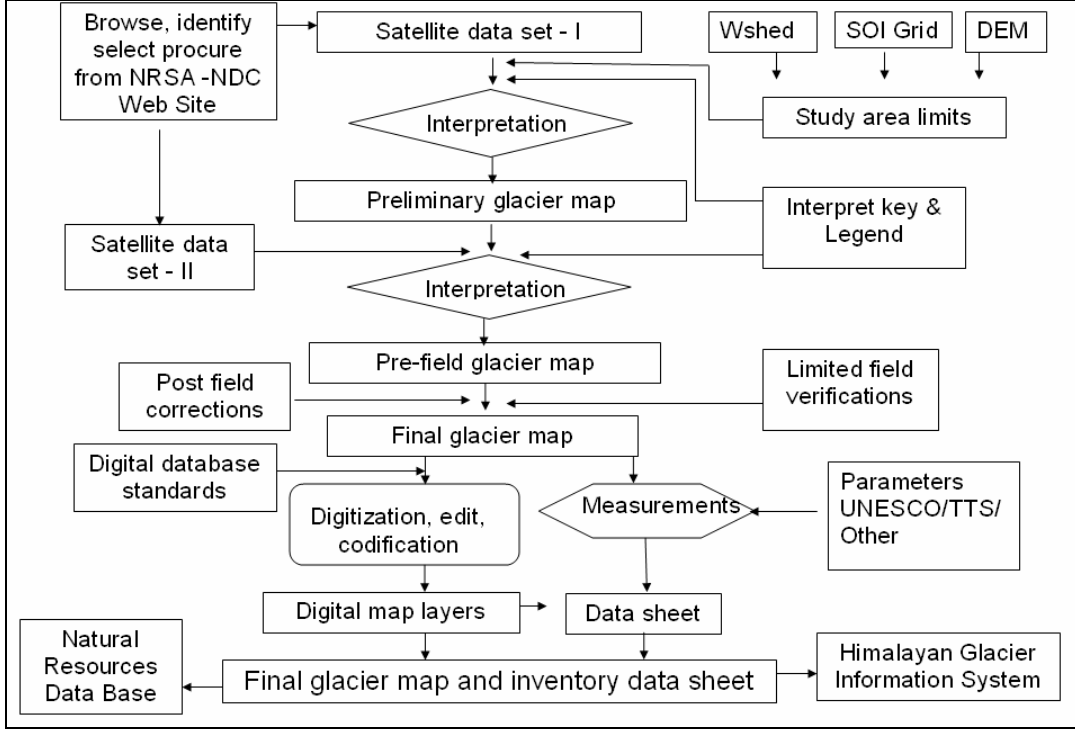 Browse, identify
select procure
from NRSA -NDC
Web Site
Satellite data set - I
Wshed
SOI Grid
DEM
Study area limits
Interpretation
Preliminary glacier map
Interpret key &
Legend
Satellite data
set - II
Interpretation
Pre-field glacier map
Post field
corrections
Limited field
verifications
Final glacier map
Digital database
standards
Digitization, edit,
codification
Measurements
Parameters
UNESCO/TTS/
Other
Digital map layers
Data sheet
Natural
Resources
Data Base
Final glacier map and inventory data sheet
Himalayan Glacier
Information System